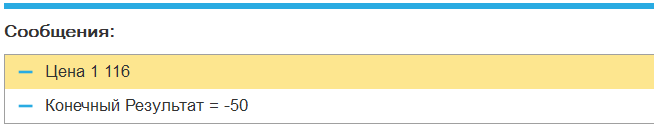 Сообщения:
Цена 1 116
Конечный Результат = -50